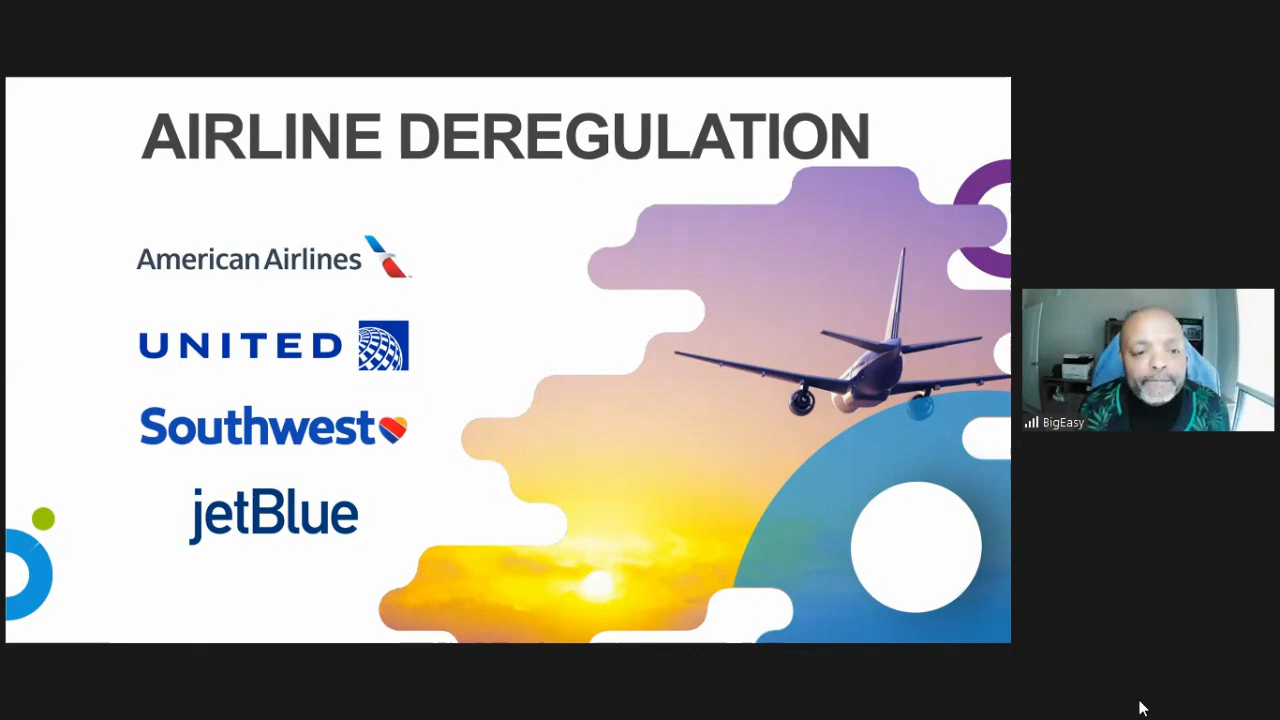 AIRLINE DEREGULATION
American Airlines
UNITED
Southwest
jetBlue
BigEasy